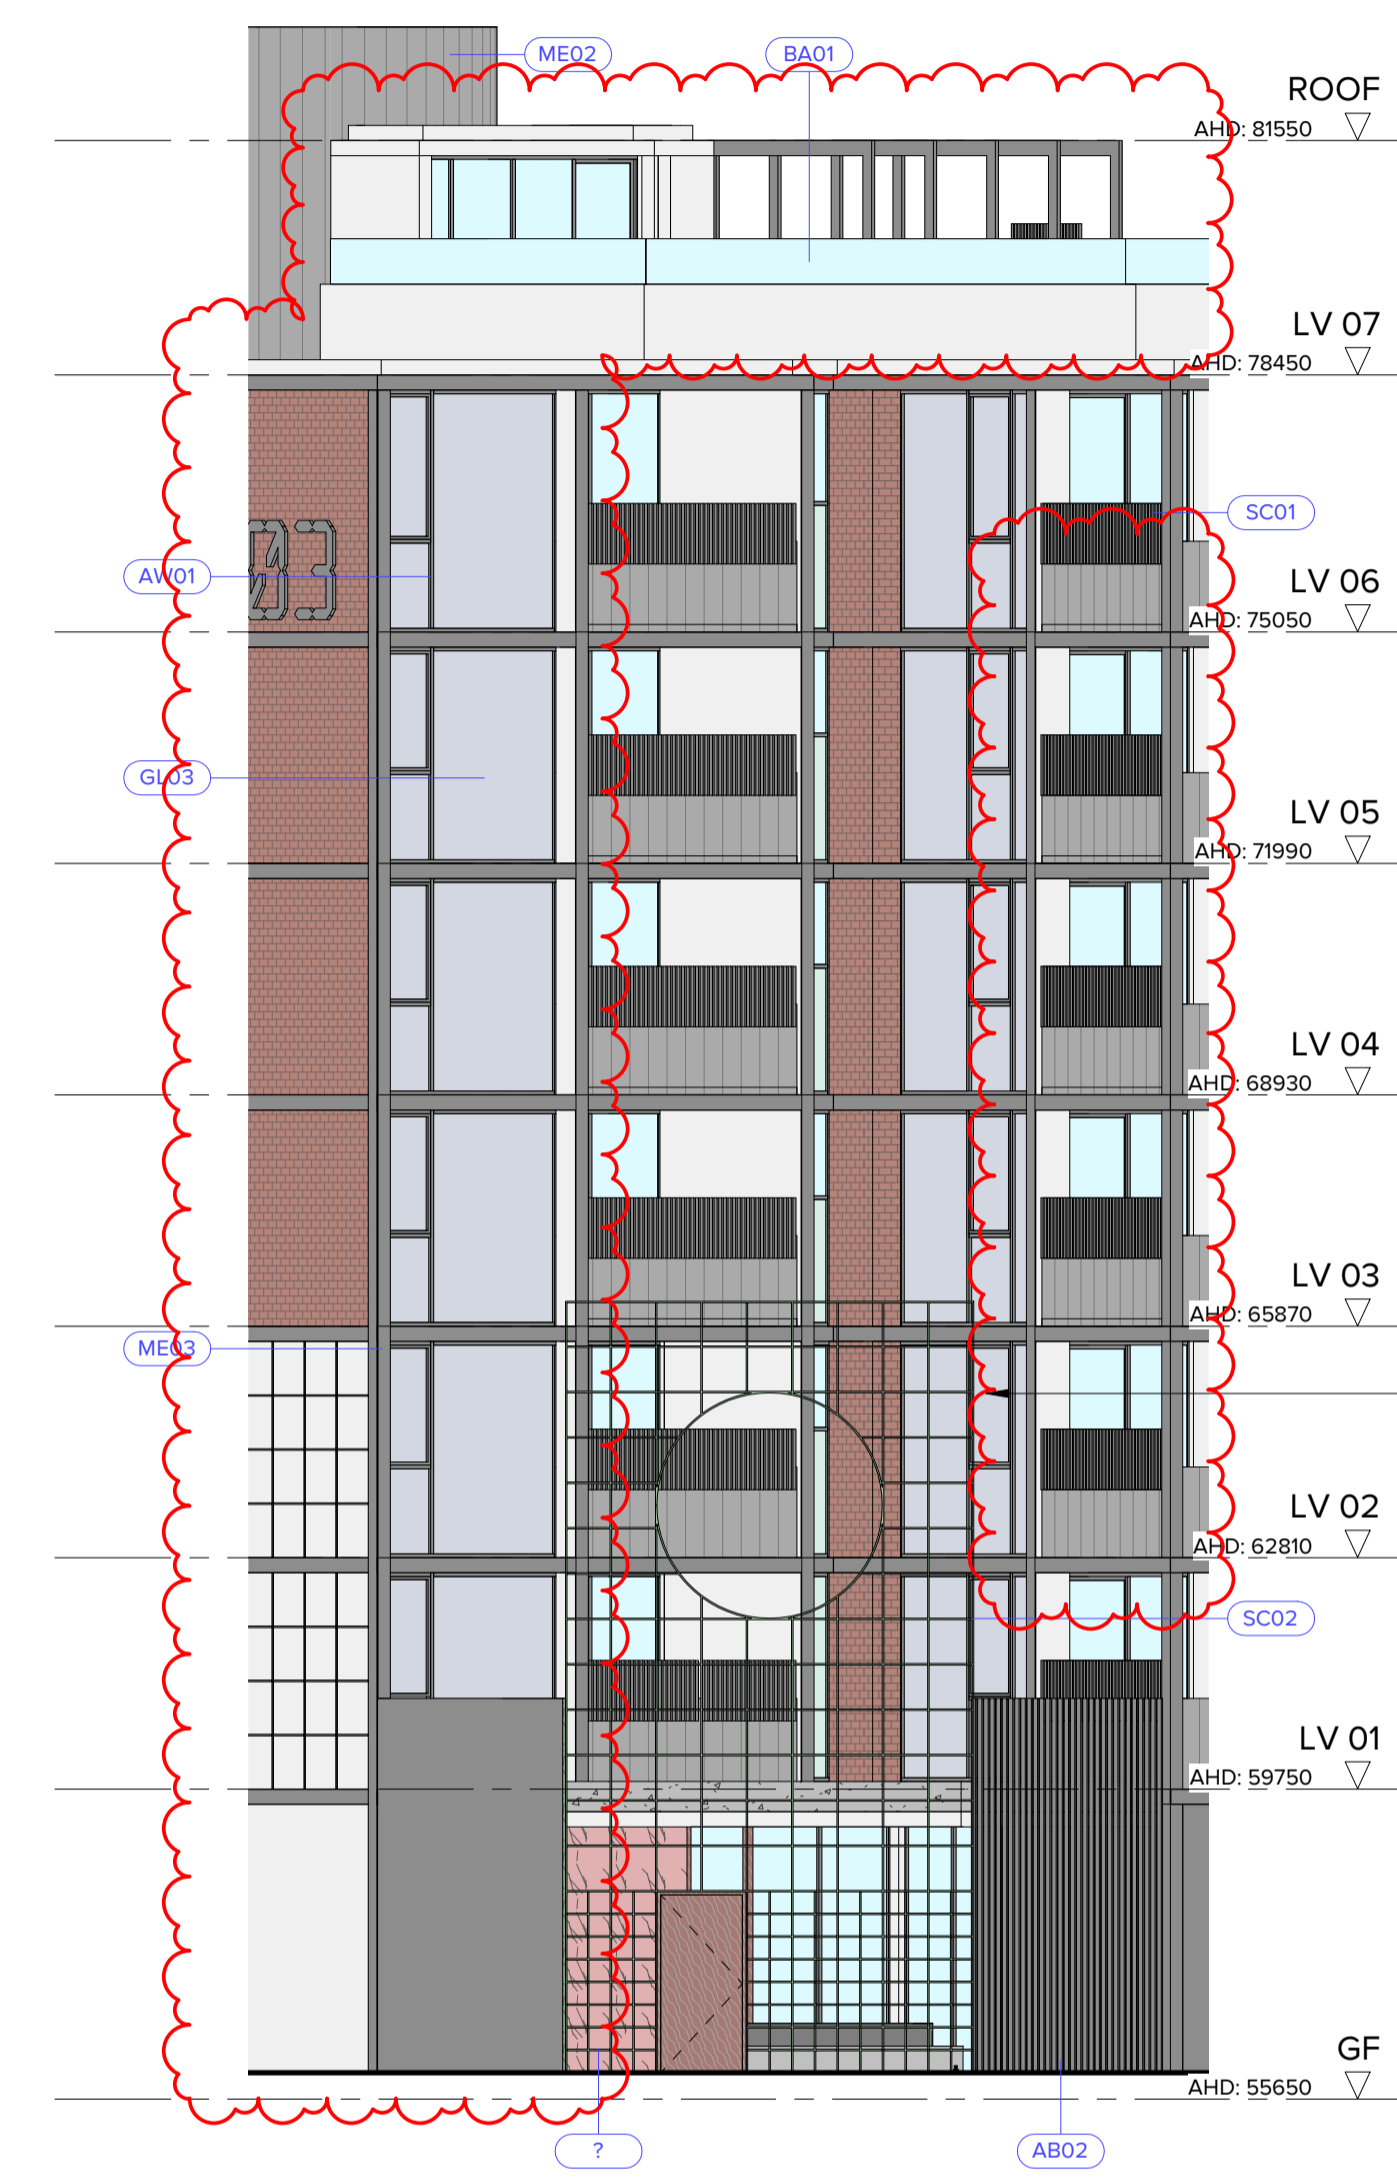 ME02
BA01
ROOF
AHD: 81550
LV 07
AHD: 78450
SC01
03
AW01
LV 06
AHD: 75050
GL03
LV 05
AHD: 71990
LV 04
AHD: 68930
LV 03
AHD: 65870
ME03
LV 02
AHD: 62810
SC02
LV 01
AHD: 59750
GF
AHD: 55650
?
AB02